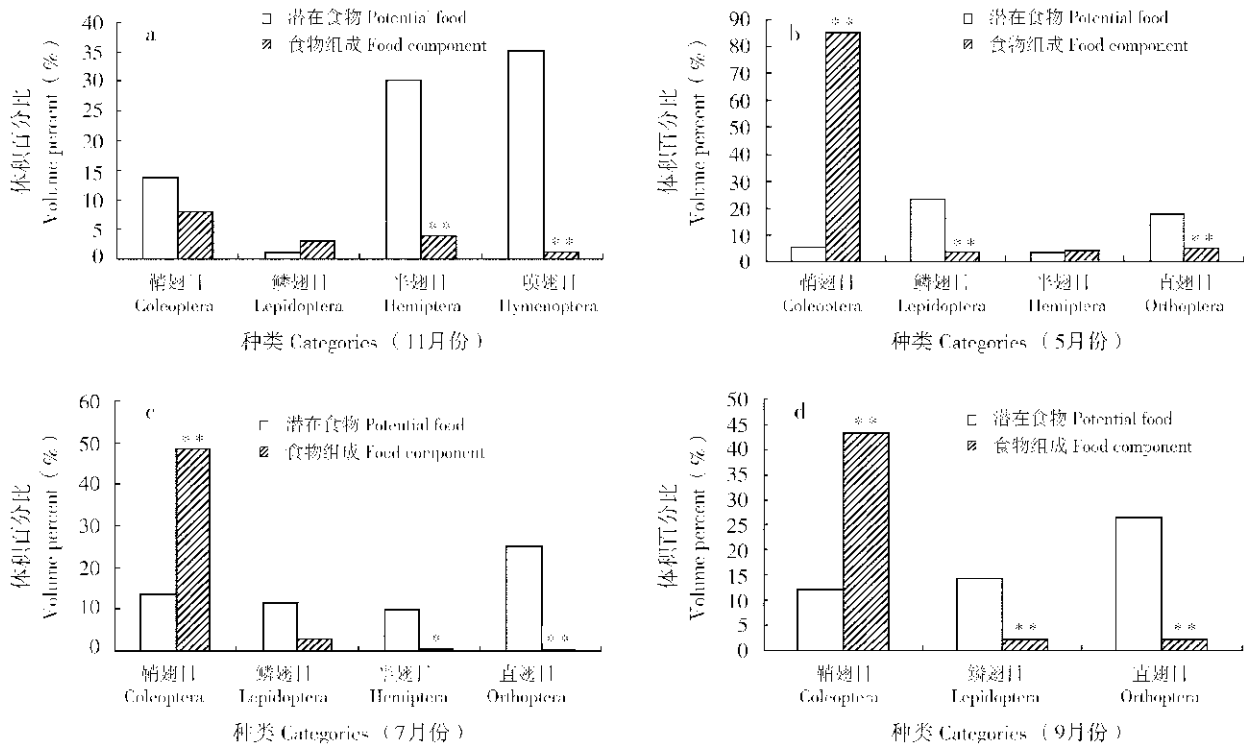 a
潜在食物 Potential food
食物组成 Food component
体积百分比
Volume percent（%）
40
35
30
25
20
15
10
5
0
**
**
鞘翅目 鳞翅目 半翅目 膜翅目
Coleoptera Lepidoptera Hemiptera Hymenoptera
种类 Categories（11月份）
b
潜在食物 Potential food
食物组成 Food component
体积百分比
Volume percent（%）
90
80
70
60
50
40
30
20
10
0
**
**
**
鞘翅目 鳞翅目 半翅目 直翅目
Coleoptera Lepidoptera Hemiptera Orthoptera
种类 Categories（5月份）
c
潜在食物 Potential food
食物组成 Food component
体积百分比
Volume percent（%）
60
50
40
30
20
10
0
**
*
**
鞘翅目 鳞翅目 半翅目 直翅目
Coleoptera Lepidoptera Hemiptera Orthoptera
种类 Categories（7月份）
d
潜在食物 Potential food
食物组成 Food component
体积百分比
Volume percent（%）
50
45
40
35
30
25
20
15
10
5
0
**
**
**
鞘翅目 鳞翅目 直翅目
Coleoptera Lepidoptera Orthoptera
种类 Categories（9月份）